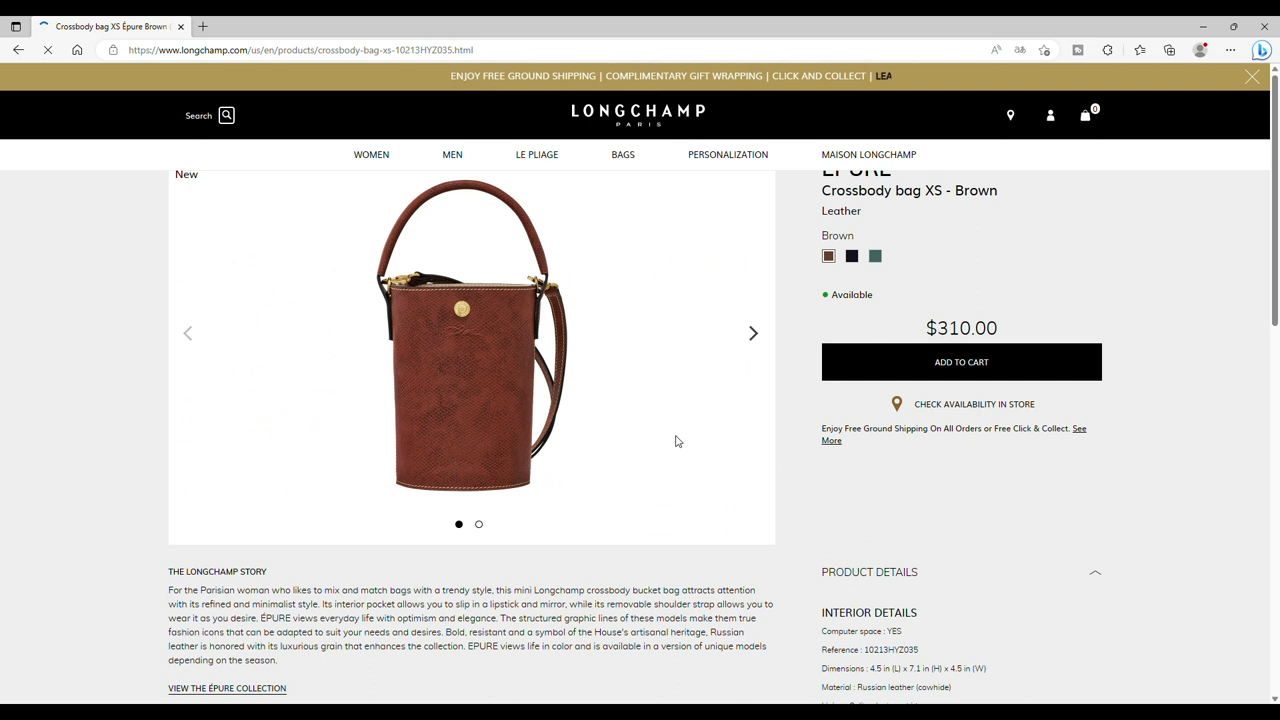 Crossbody bag XS Épure Brown
https://www.longchamp.com/us/en/products/crossbody-bag-xs-10213HYZ035.html
ENJOY FREE GROUND SHIPPING | COMPLIMENTARY GIFT WRAPPING | CLICK AND COLLECT | LEA
Search
LONGCHAMP
PARIS
0
WOMEN MEN LE PLIAGE BAGS PERSONALIZATION MAISON LONGCHAMP
New
ÉPURE
Crossbody bag XS - Brown
Leather
Brown
Available
$310.00
ADD TO CART
CHECK AVAILABILITY IN STORE
Enjoy Free Ground Shipping On All Orders or Free Click & Collect. See
More
THE LONGCHAMP STORY
For the Parisian woman who likes to mix and match bags with a trendy style, this mini Longchamp crossbody bucket bag attracts attention
with its refined and minimalist style. Its interior pocket allows you to slip in a lipstick and mirror, while its removable shoulder strap allows you to
wear it as you desire. ÉPURE views everyday life with optimism and elegance. The structured graphic lines of these models make them true
fashion icons that can be adapted to suit your needs and desires. Bold, resistant and a symbol of the House's artisanal heritage, Russian
leather is honored with its luxurious grain that enhances the collection. EPURE views life in color and is available in a version of unique models
depending on the season.
VIEW THE ÉPURE COLLECTION
PRODUCT DETAILS
INTERIOR DETAILS
Computer space : YES
Reference : 10213HYZ035
Dimensions : 4.5 in (L) x 7.1 in (H) x 4.5 in (W)
Material : Russian leather (cowhide)